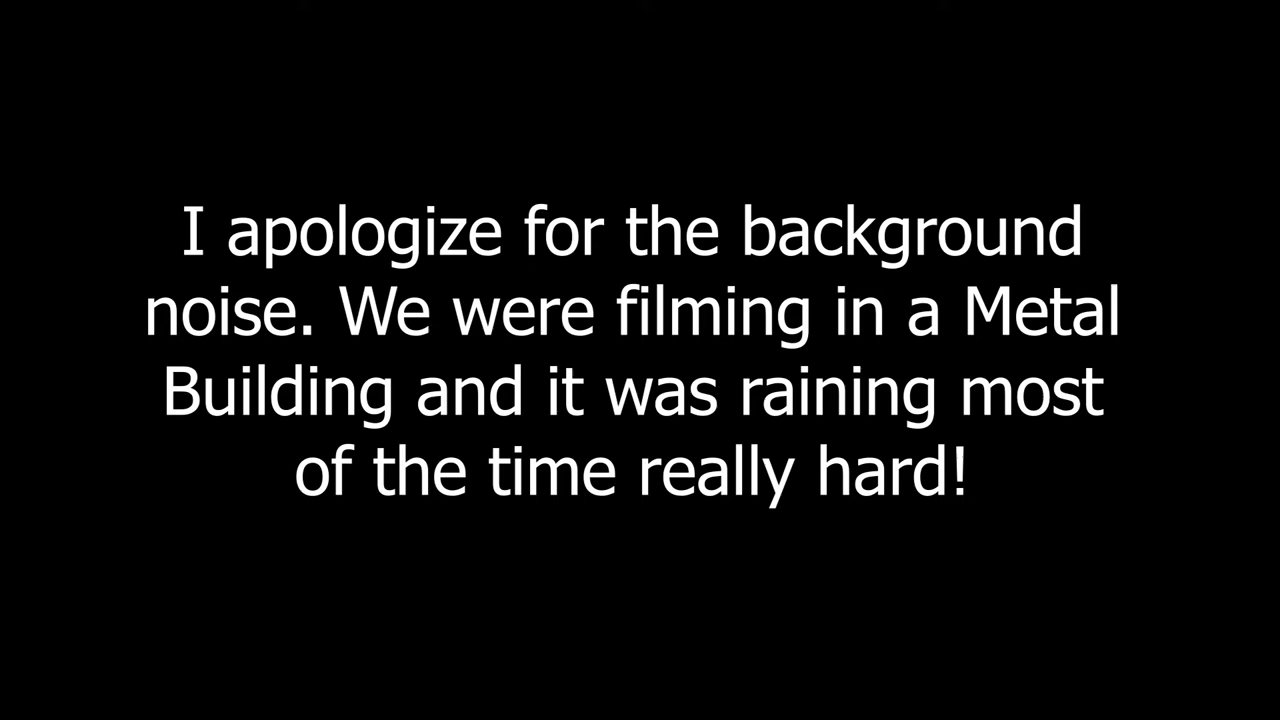 I apologize for the background
noise. We were filming in a Metal
Building and it was raining most
of the time really hard!